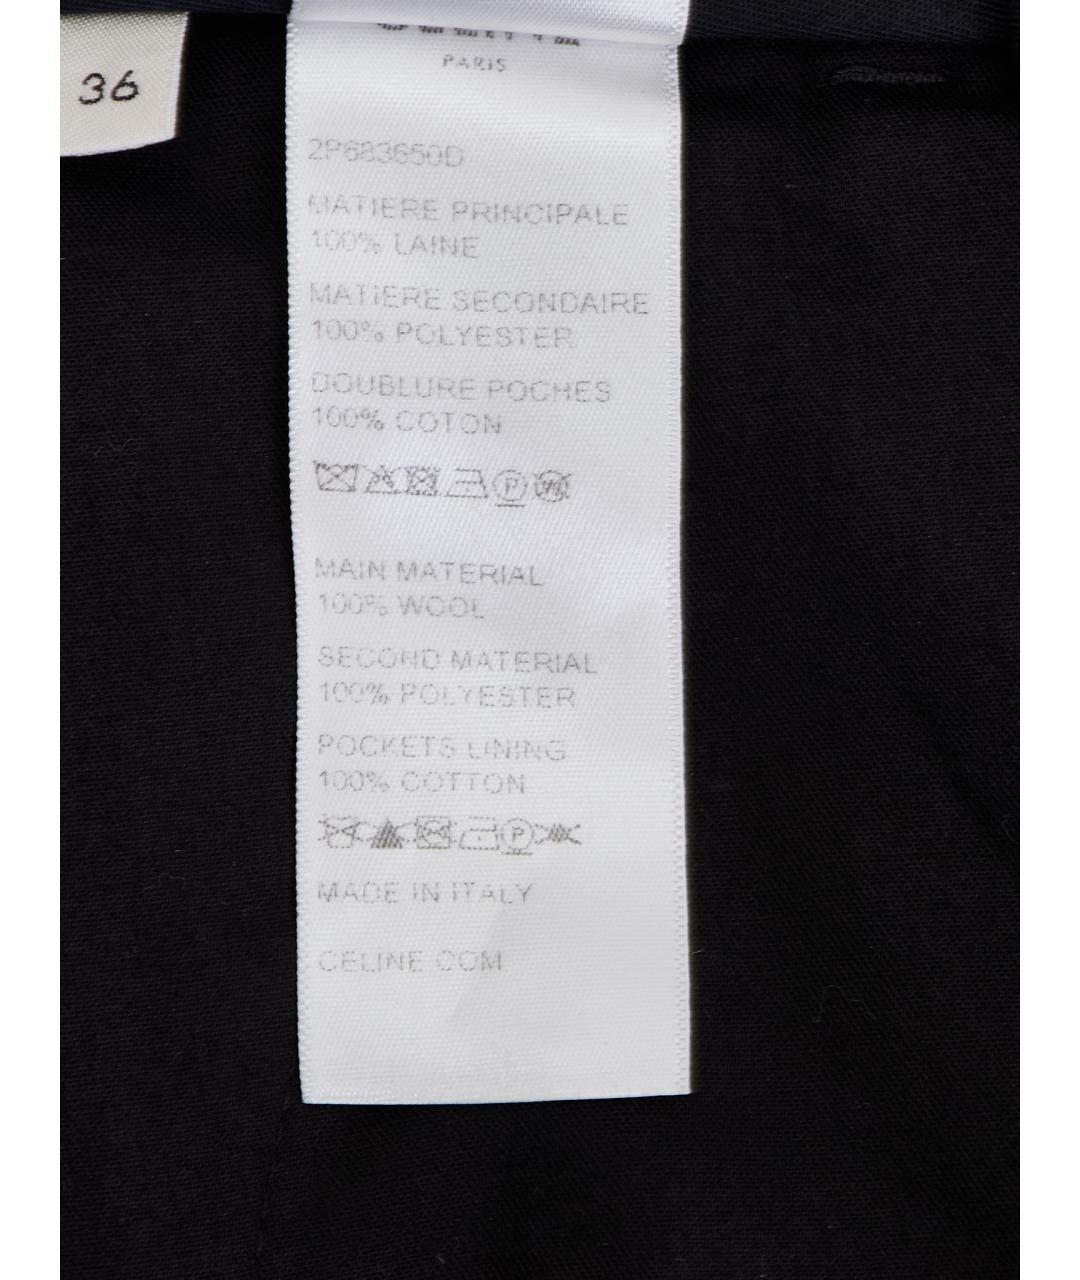 36
PARIS
2P683650D
MATIERE PRINCIPALE
100% LAINE
MATIERE SECONDAIRE
100% POLYESTER
DOUBLURE POCHES
100% COTON
P W
MAIN MATERIAL
100% WOOL
SECOND MATERIAL
100% POLYESTER
POCKETS LINING
100% COTTON
P
MADE IN ITALY
CELINE COM